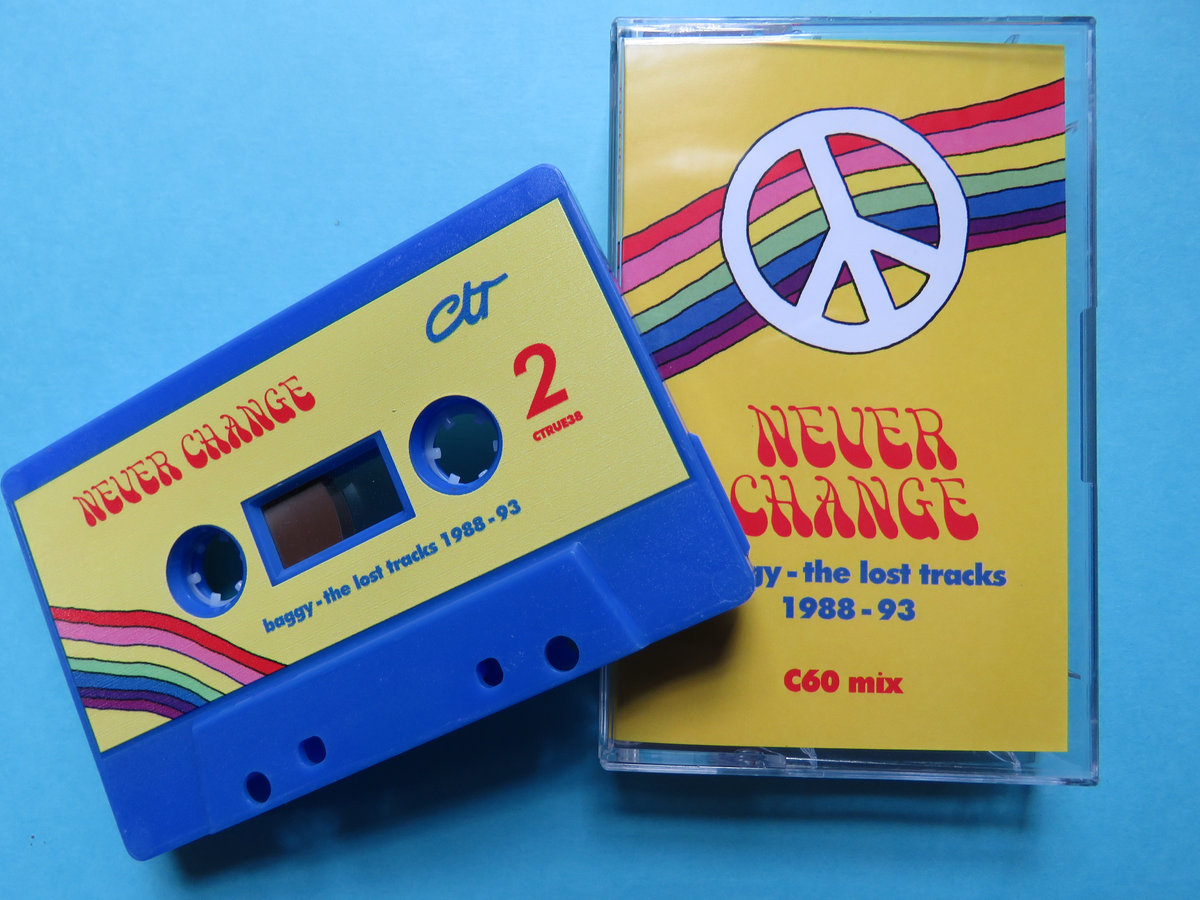 Ctr
2
CTRUE38
NEVER CHANGE
baggy - the lost tracks 1988 - 93
NEVER
CHANGE
gy - the lost tracks
1988 - 93
C60 mix